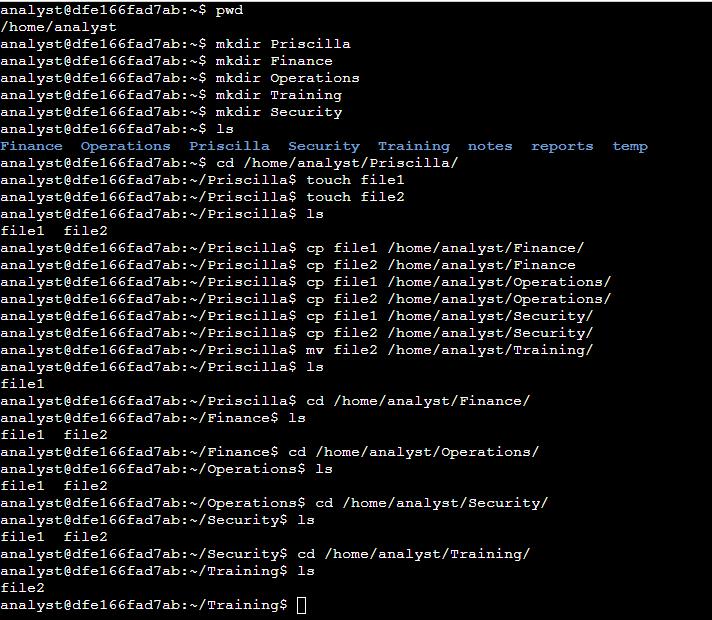 analyst@dfe166fad7ab:~$ pwd
/home/analyst
analyst@dfe166fad7ab:~$ mkdir Priscilla
analyst@dfe166fad7ab:~$ mkdir Finance
analyst@dfe166fad7ab:~$ mkdir Operations
analyst@dfe166fad7ab:~$ mkdir Training
analyst@dfe166fad7ab:~$ mkdir Security
analyst@dfe166fad7ab:~$ ls
Finance  Operations  Priscilla  Security  Training  notes  reports  temp
analyst@dfe166fad7ab:~$ cd /home/analyst/Priscilla/
analyst@dfe166fad7ab:~/Priscilla$ touch file1
analyst@dfe166fad7ab:~/Priscilla$ touch file2
analyst@dfe166fad7ab:~/Priscilla$ ls
file1  file2
analyst@dfe166fad7ab:~/Priscilla$ cp file1 /home/analyst/Finance/
analyst@dfe166fad7ab:~/Priscilla$ cp file2 /home/analyst/Finance
analyst@dfe166fad7ab:~/Priscilla$ cp file1 /home/analyst/Operations/
analyst@dfe166fad7ab:~/Priscilla$ cp file2 /home/analyst/Operations/
analyst@dfe166fad7ab:~/Priscilla$ cp file1 /home/analyst/Security/
analyst@dfe166fad7ab:~/Priscilla$ cp file2 /home/analyst/Security/
analyst@dfe166fad7ab:~/Priscilla$ mv file2 /home/analyst/Training/
analyst@dfe166fad7ab:~/Priscilla$ ls
file1
analyst@dfe166fad7ab:~/Priscilla$ cd /home/analyst/Finance/
analyst@dfe166fad7ab:~/Finance$ ls
file1  file2
analyst@dfe166fad7ab:~/Finance$ cd /home/analyst/Operations/
analyst@dfe166fad7ab:~/Operations$ ls
file1  file2
analyst@dfe166fad7ab:~/Operations$ cd /home/analyst/Security/
analyst@dfe166fad7ab:~/Security$ ls
file1  file2
analyst@dfe166fad7ab:~/Security$ cd /home/analyst/Training/
analyst@dfe166fad7ab:~/Training$ ls
file2
analyst@dfe166fad7ab:~/Training$